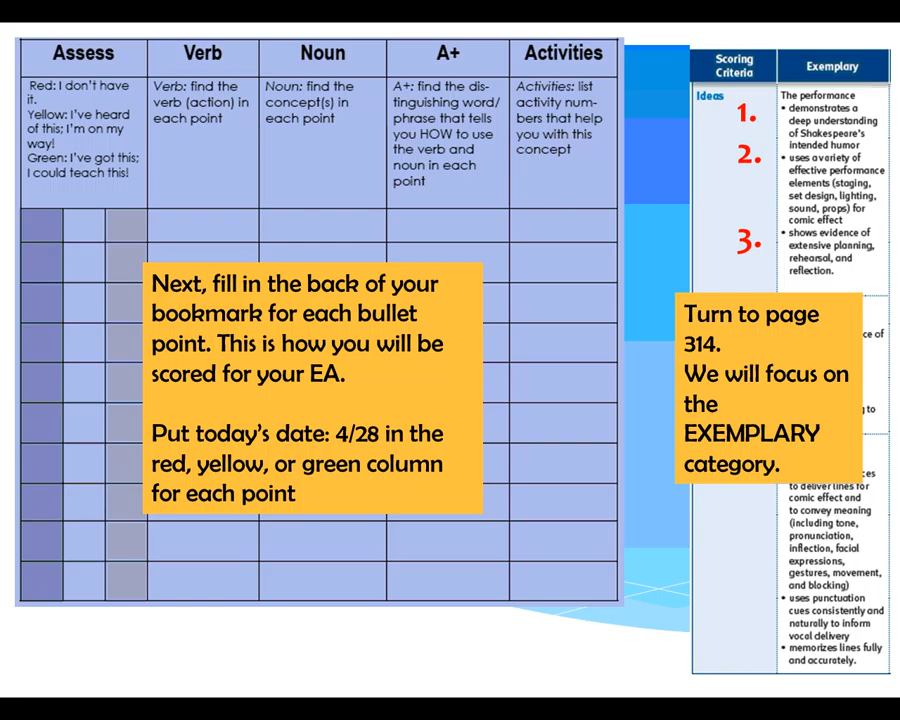 Assess
Verb
Noun
A+
Activities
Red: I don't have
it.
Yellow: I've heard
of this; I'm on my
way!
Green: I've got this;
I could teach this!
Verb: find the
verb (action) in
each point
Noun: find the
concept(s) in
each point
A+: find the dis-
tinguishing word/
phrase that tells
you HOW to use
the verb and
noun in each
point
Activities: list
activity num-
bers that help
you with this
concept
Next, fill in the back of your
bookmark for each bullet
point. This is how you will be
scored for your EA.
Put today's date: 4/28 in the
red, yellow, or green column
for each point
Scoring
Criteria
Exemplary
Ideas
1.
2.
3.
The performance
• demonstrates a
deep understanding
of Shakespeare's
intended humor
• uses a variety of
effective performance
elements (staging,
set design, lighting,
sound, props) for
comic effect
• shows evidence of
extensive planning,
rehearsal, and
reflection.
Turn to page
314.
We will focus on
the
EXEMPLARY
category.
to deliver lines for
comic effect and
to convey meaning
(including tone,
pronunciation,
inflection, facial
expressions,
gestures, movement,
and blocking)
• uses punctuation
cues consistently and
naturally to inform
vocal delivery
• memorizes lines fully
and accurately.